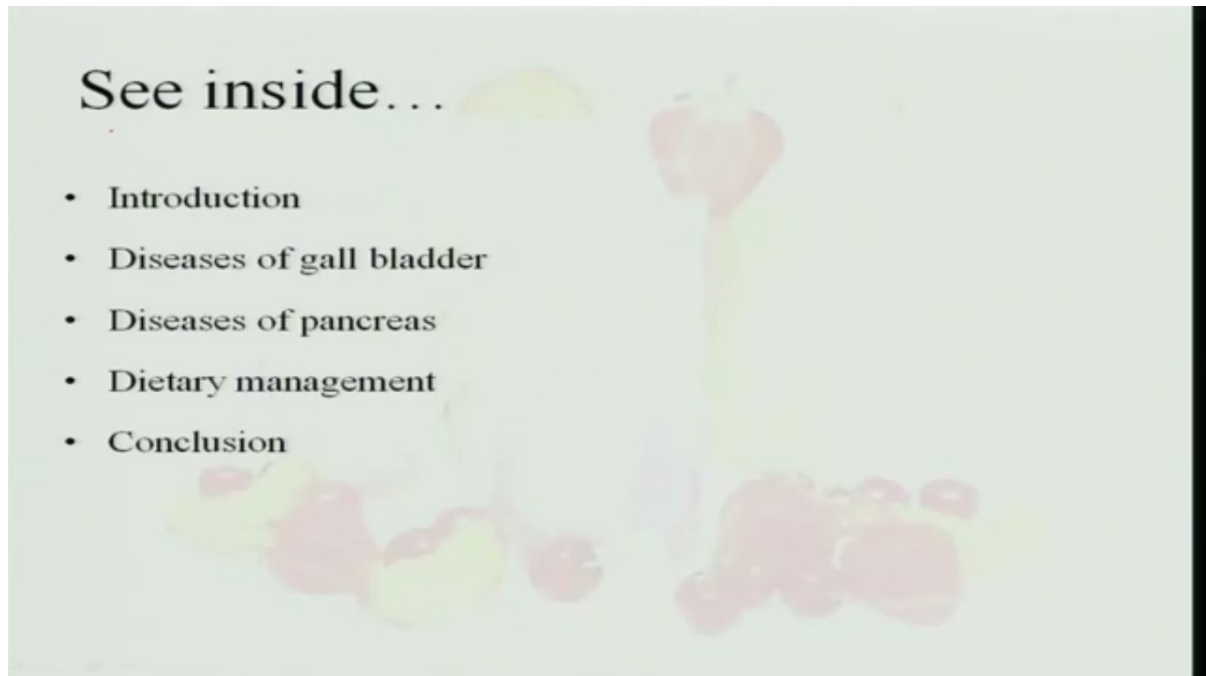 See inside…
• Introduction
• Diseases of gall bladder
• Diseases of pancreas
• Dietary management
• Conclusion